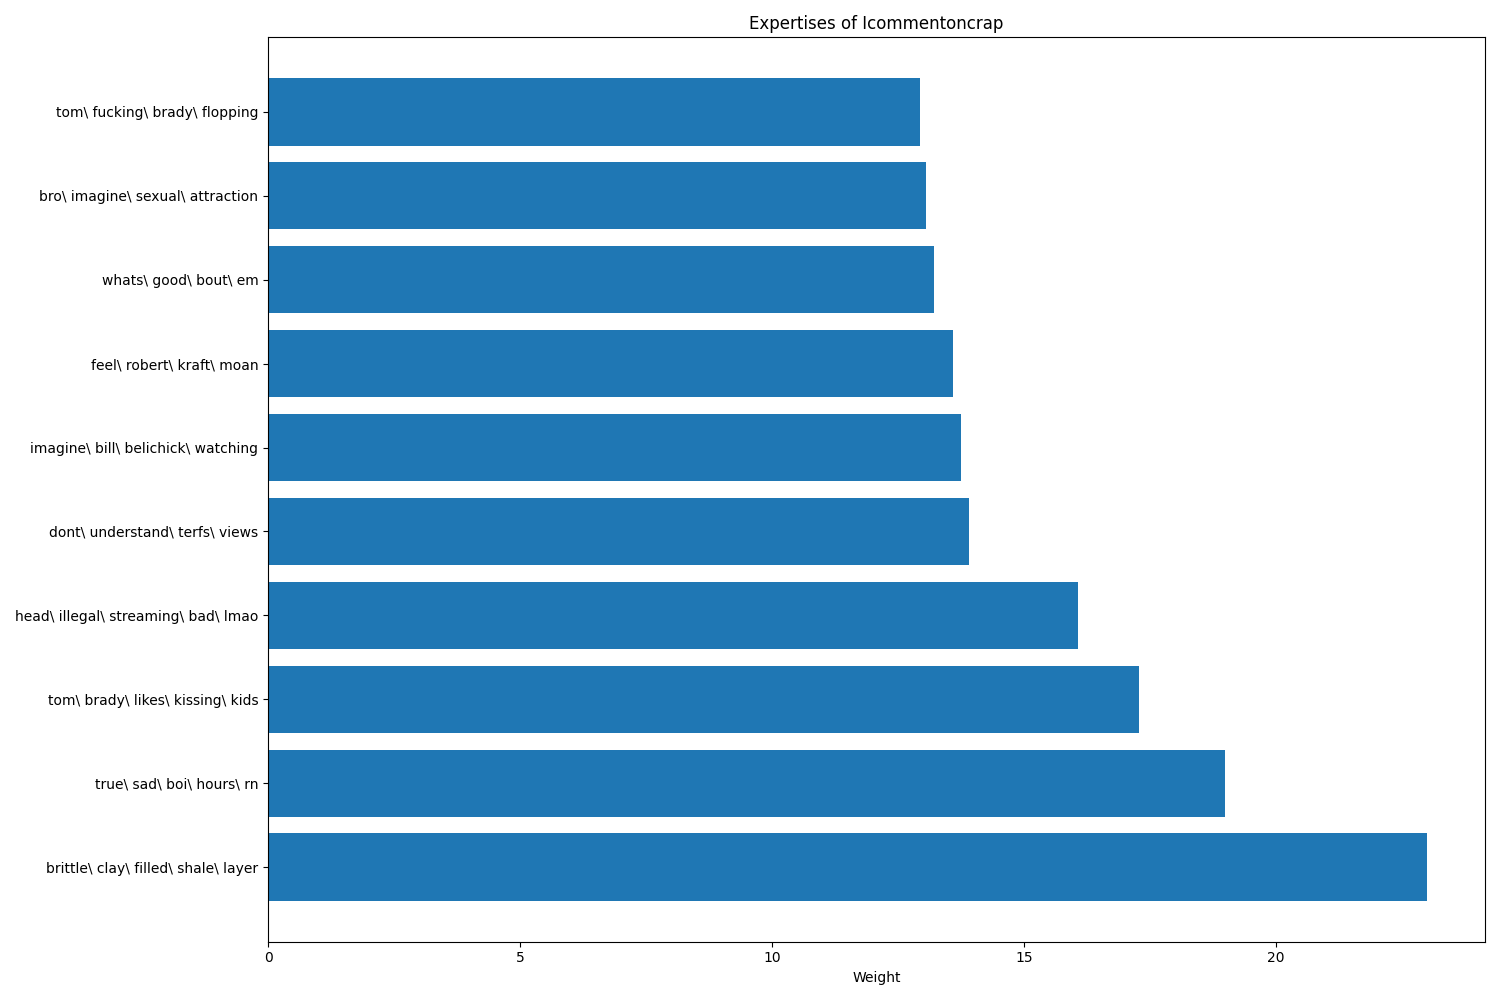 Expertises of Icommentoncrap
tom\ fucking\ brady\ flopping
bro\ imagine\ sexual\ attraction
whats\ good\ bout\ em
feel\ robert\ kraft\ moan
imagine\ bill\ belichick\ watching
dont\ understand\ terfs\ views
head\ illegal\ streaming\ bad\ lmao
tom\ brady\ likes\ kissing\ kids
true\ sad\ boi\ hours\ rn
brittle\ clay\ filled\ shale\ layer
0 5 10 15 20
Weight